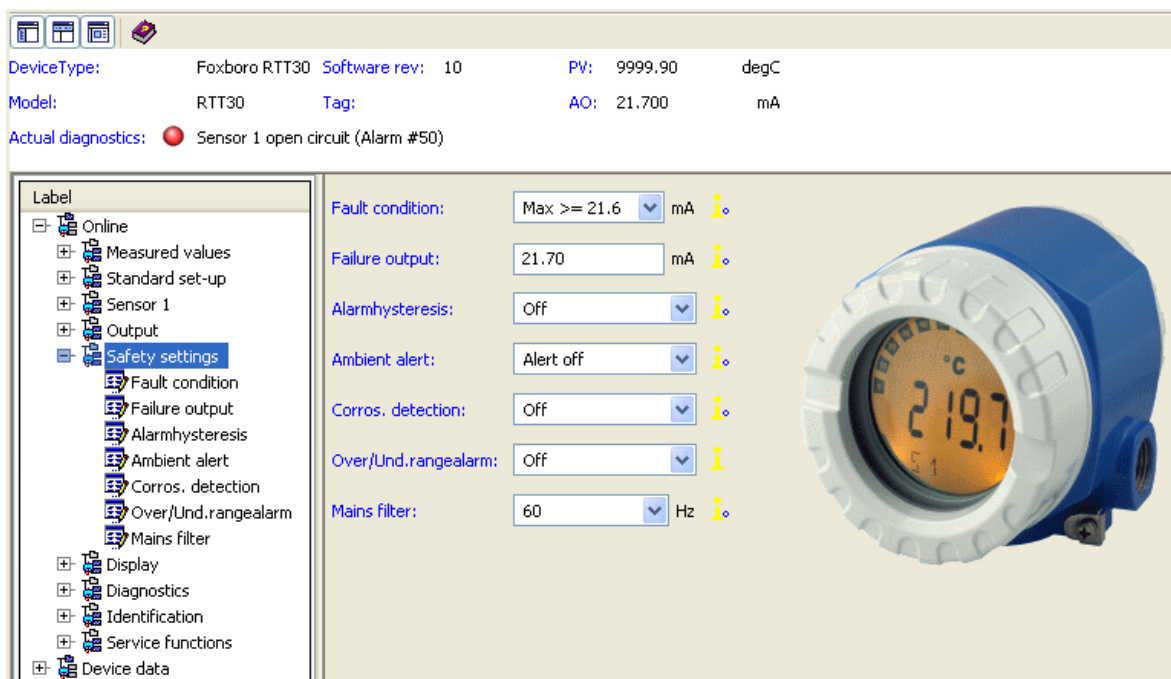 DeviceType: Foxboro RTT30 Software rev: 10 PV: 9999.90 degC
Model: RTT30 Tag: AO: 21.700 mA
Actual diagnostics: Sensor 1 open circuit (Alarm #50)
Label
Online
Measured values
Standard set-up
Sensor 1
Output
Safety settings
Fault condition
Failure output
Alarmhysteresis
Ambient alert
Corros. detection
Over/Und.rangealarm
Mains filter
Display
Diagnostics
Identification
Service functions
Device data
Fault condition: Max >= 21.6 mA
Failure output: 21.70 mA
Alarmhysteresis: Off
Ambient alert: Alert off
Corros. detection: Off
Over/Und.rangealarm: Off
Mains filter: 60 Hz
°C
219.7
S1